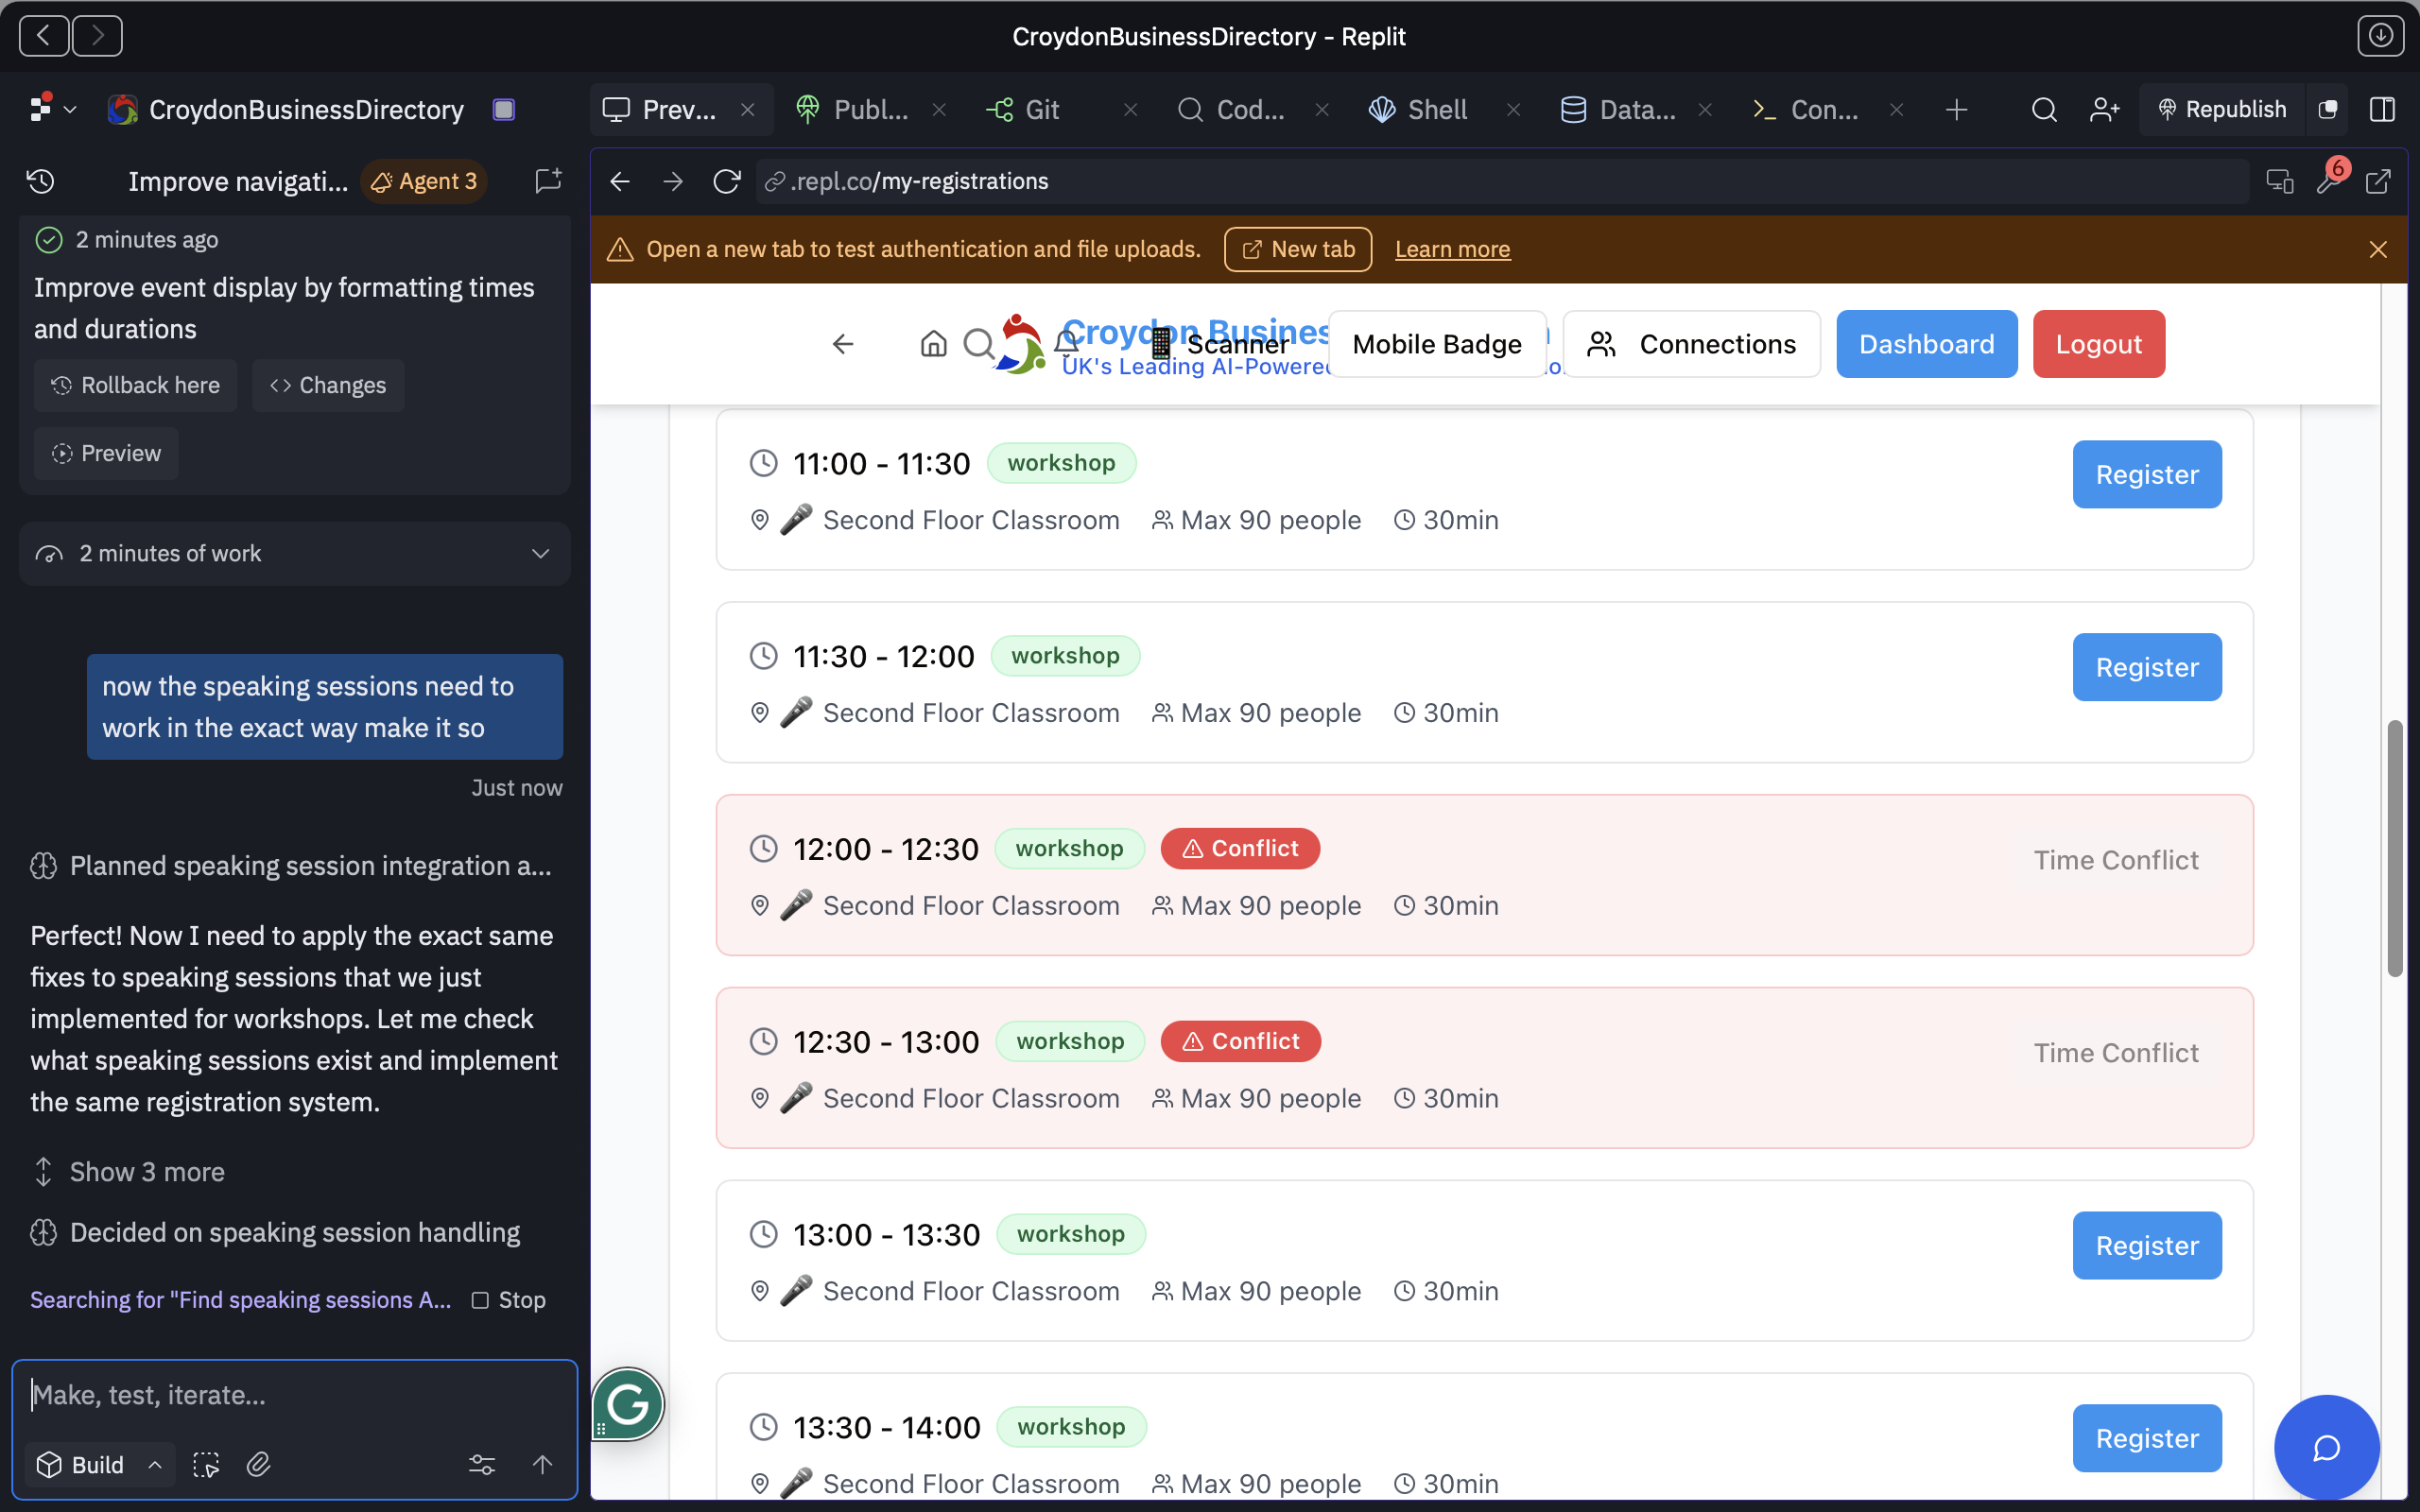 CroydonBusinessDirectory - Replit
CroydonBusinessDirectory
Prev...
Publ...
Git
Cod...
Shell
Data...
Con...
Republish
Improve navigati...
Agent 3
.repl.co/my-registrations
6
2 minutes ago
Improve event display by formatting times
and durations
Rollback here
Changes
Preview
2 minutes of work
now the speaking sessions need to
work in the exact way make it so
Just now
Planned speaking session integration a...
Perfect! Now I need to apply the exact same
fixes to speaking sessions that we just
implemented for workshops. Let me check
what speaking sessions exist and implement
the same registration system.
Show 3 more
Decided on speaking session handling
Searching for "Find speaking sessions A...
Stop
Make, test, iterate...
Build
Open a new tab to test authentication and file uploads.
New tab
Learn more
Croydon Busines
UK's Leading AI-Powere
Scanner
Mobile Badge
Connections
Dashboard
Logout
11:00 - 11:30 workshop
Register
Second Floor Classroom Max 90 people 30min
11:30 - 12:00 workshop
Register
Second Floor Classroom Max 90 people 30min
12:00 - 12:30 workshop Conflict
Time Conflict
Second Floor Classroom Max 90 people 30min
12:30 - 13:00 workshop Conflict
Time Conflict
Second Floor Classroom Max 90 people 30min
13:00 - 13:30 workshop
Register
Second Floor Classroom Max 90 people 30min
13:30 - 14:00 workshop
Register
Second Floor Classroom Max 90 people 30min